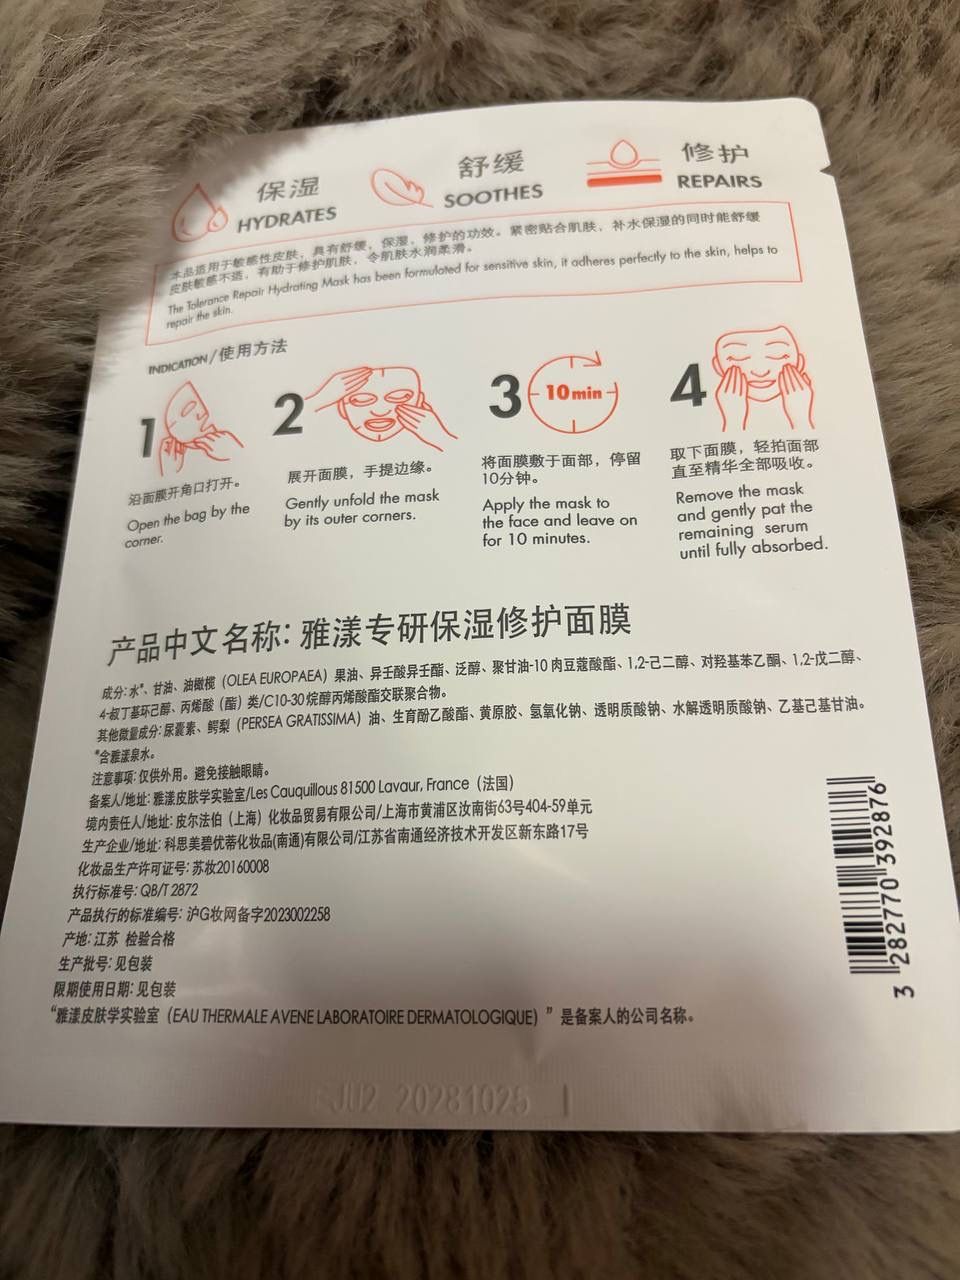 保湿
HYDRATES
舒缓
SOOTHES
修护
REPAIRS
本品适用于敏感性皮肤，具有舒缓，保湿，修护的功效。紧密贴合肌肤，补水保湿的同时能舒缓
皮肤敏感不适，有助于修护肌肤，令肌肤水润柔滑。
The Tolerance Repair Hydrating Mask has been formulated for sensitive skin, it adheres perfectly to the skin, helps to
repair the skin.
INDICATION/使用方法
1
沿面膜开角口打开。
Open the bag by the
corner.
2
展开面膜，手提边缘。
Gently unfold the mask
by its outer corners.
3
10min
将面膜敷于面部，停留
10分钟。
Apply the mask to
the face and leave on
for 10 minutes.
4
取下面膜，轻拍面部
直至精华全部吸收。
Remove the mask
and gently pat the
remaining serum
until fully absorbed.
产品中文名称: 雅漾专研保湿修护面膜
成分: 水*、甘油、油橄榄（OLEA EUROPAEA）果油、异壬酸异壬酯、泛醇、聚甘油-10 肉豆蔻酸酯、1,2-己二醇、对羟基苯乙酮、1,2-戊二醇、
4-叔丁基环己醇、丙烯酸（酯）类/C10-30 烷醇丙烯酸酯交联聚合物。
其他微量成分: 尿囊素、鳄梨（PERSEA GRATISSIMA）油、生育酚乙酸酯、黄原胶、氢氧化钠、透明质酸钠、水解透明质酸钠、乙基己基甘油。
*含雅漾泉水。
注意事项: 仅供外用。避免接触眼睛。
备案人/地址: 雅漾皮肤学实验室/Les Cauquillous 81500 Lavaur, France（法国）
境内责任人/地址: 皮尔法伯（上海）化妆品贸易有限公司/上海市黄浦区汝南街63号404-59单元
生产企业/地址: 科思美碧优蒂化妆品(南通)有限公司/江苏省南通经济技术开发区新东路17号
化妆品生产许可证号: 苏妆20160008
执行标准号: QB/T 2872
产品执行的标准编号: 沪G妆网备字2023002258
产地: 江苏 检验合格
生产批号: 见包装
限期使用日期: 见包装
“雅漾皮肤学实验室（EAU THERMALE AVENE LABORATOIRE DERMATOLOGIQUE）”是备案人的公司名称。
3 282770 392876
20281025